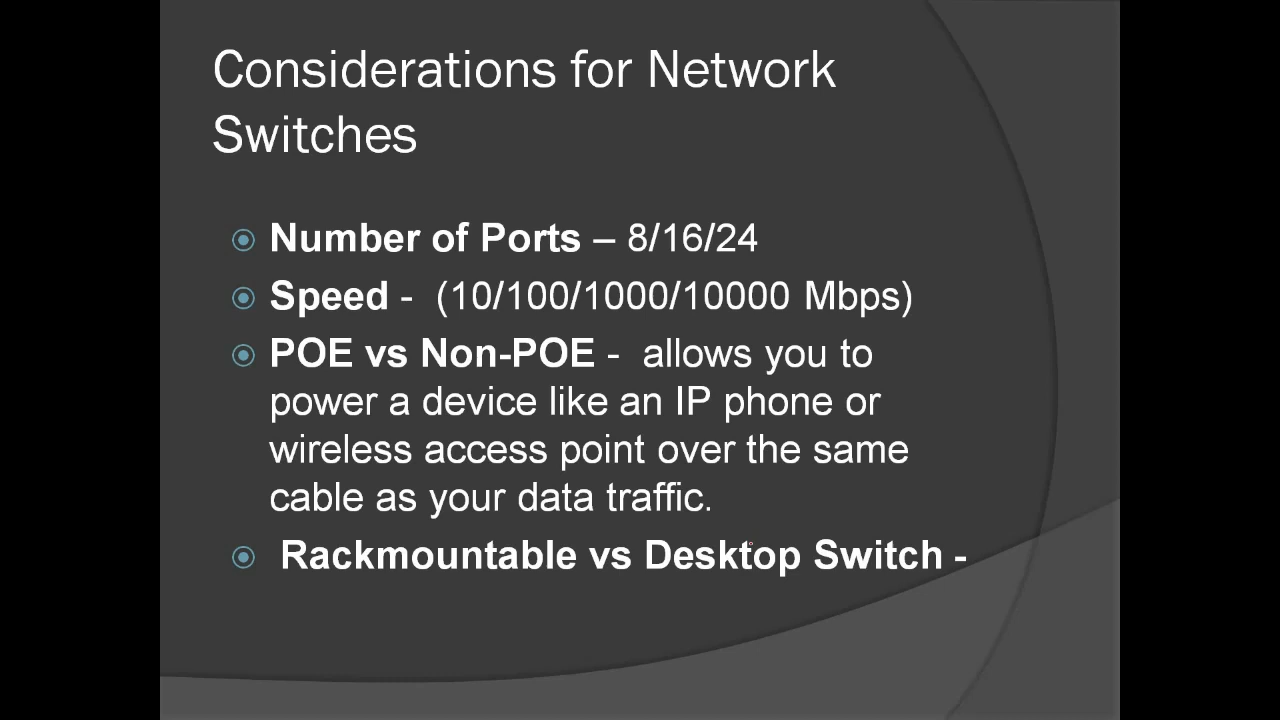 Considerations for Network
Switches
Number of Ports – 8/16/24
Speed - (10/100/1000/10000 Mbps)
POE vs Non-POE - allows you to
power a device like an IP phone or
wireless access point over the same
cable as your data traffic.
Rackmountable vs Desktop Switch -